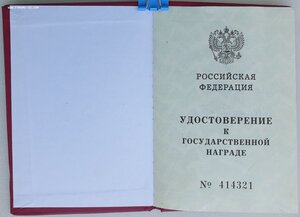 РОССИЙСКАЯ
ФЕДЕРАЦИЯ
УДОСТОВЕРЕНИЕ
К
ГОСУДАРСТВЕННОЙ
НАГРАДЕ
№ 414321